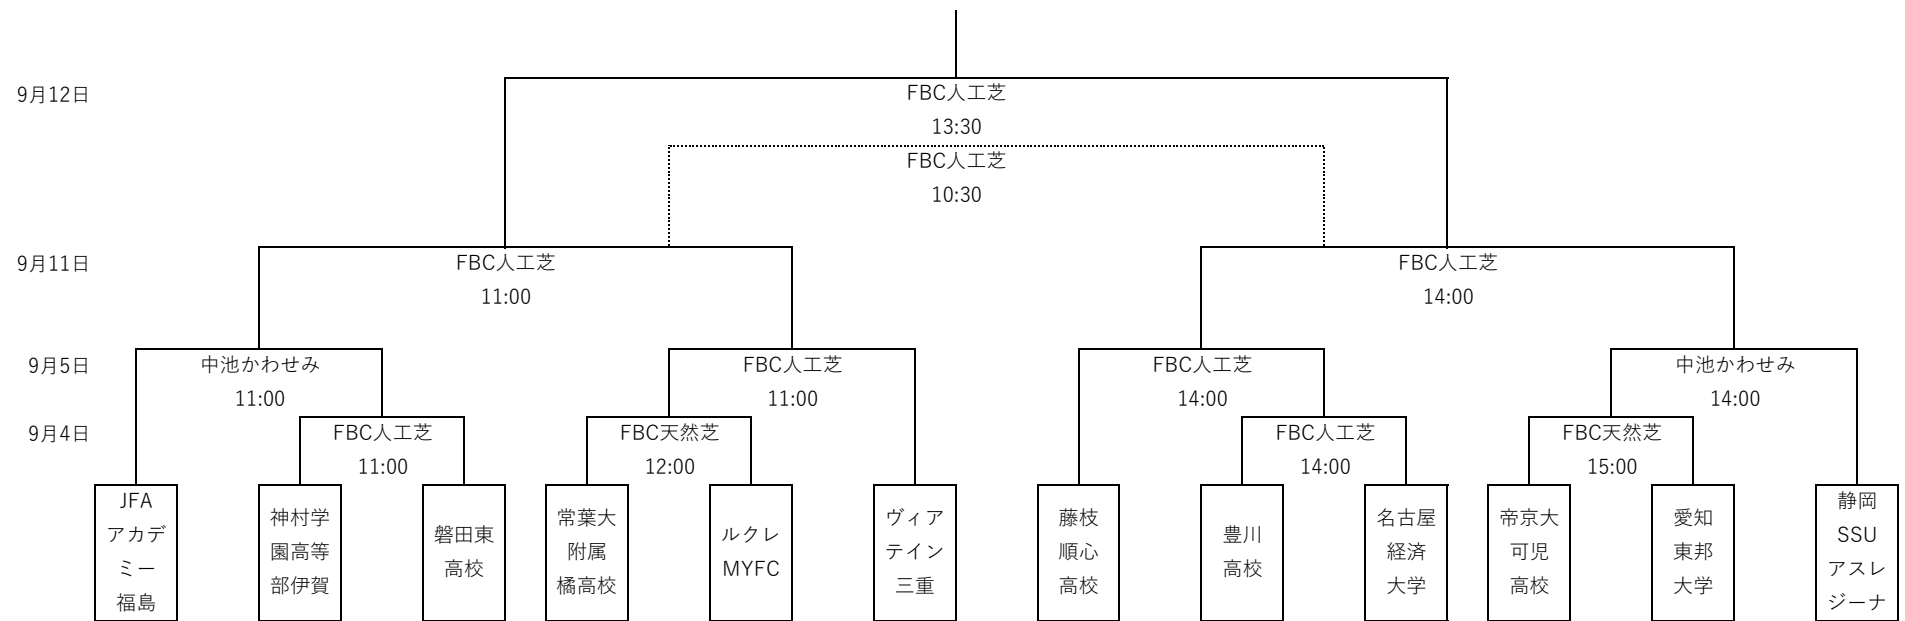 9月12日
FBC人工芝
13:30
FBC人工芝
10:30
9月11日
FBC人工芝
11:00
FBC人工芝
14:00
9月5日
中池かわせみ
11:00
FBC人工芝
11:00
FBC人工芝
14:00
中池かわせみ
14:00
9月4日
FBC人工芝
11:00
FBC天然芝
12:00
FBC人工芝
14:00
FBC天然芝
15:00
JFA
アカデ
ミー
福島
神村学
園高等
部伊賀
磐田東
高校
常葉大
附属
橘高校
ルクレ
MYFC
ヴィア
テイン
三重
藤枝
順心
高校
豊川
高校
名古屋
経済
大学
帝京大
可児
高校
愛知
東邦
大学
静岡
SSU
アスレ
ジーナ